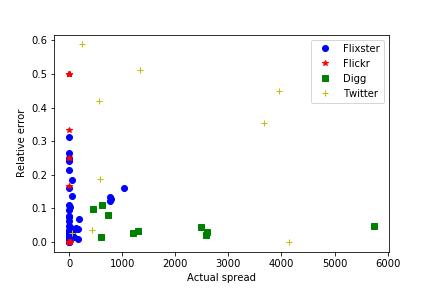 0.6
0.5
0.4
0.3
0.2
0.1
0.0
Relative error
Flixster
Flickr
Digg
Twitter
0 1000 2000 3000 4000 5000 6000
Actual spread